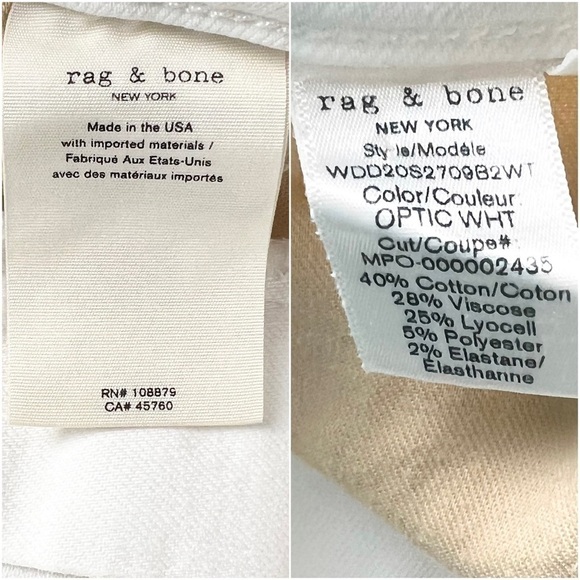 rag & bone
NEW YORK
Made in the USA
with imported materials /
Fabriqué Aux Etats-Unis
avec des matériaux importés
RN# 108879
CA# 45760
rag & bone
NEW YORK
Style/Modéle
WDD20S2709B2WT
Color/Couleur:
OPTIC WHT
Cut/Coupe#:
MPO-000002435
40% Cotton/Coton
28% Viscose
25% Lyocell
5% Polyester
2% Elastane/
Elastharine